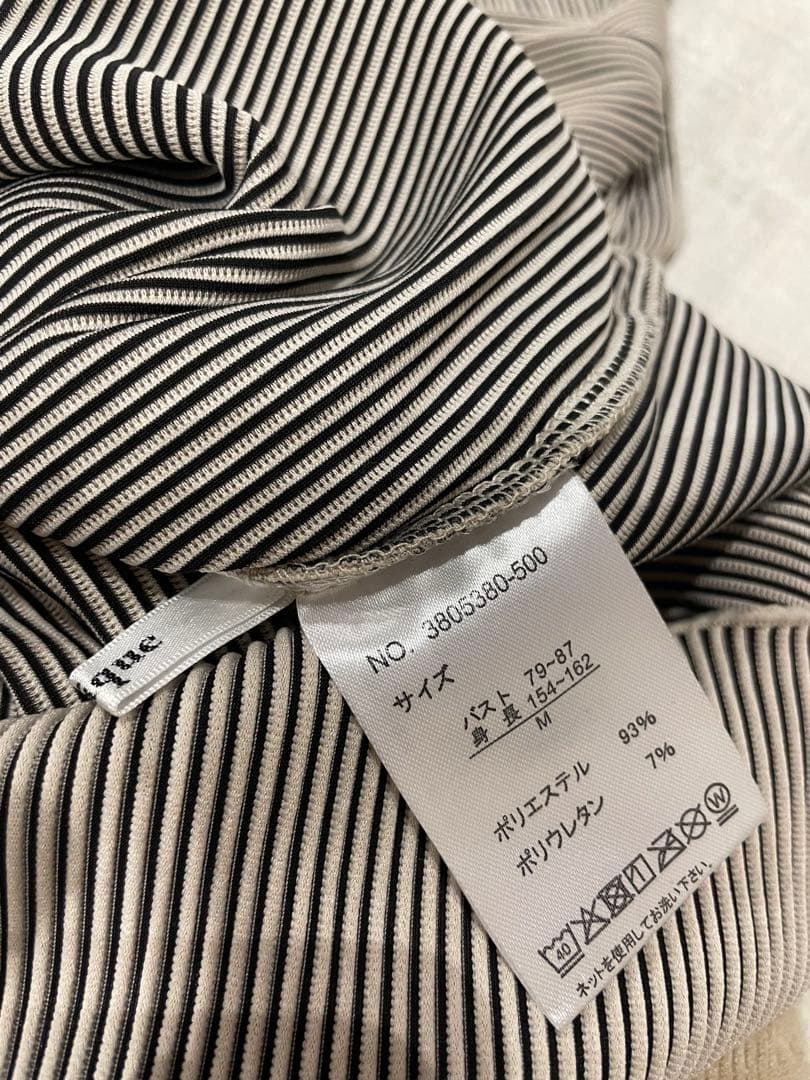 que
NO. 3805380-500
サイズ
バスト 79~87
身長 154~162
M
ポリエステル 93%
ポリウレタン 7%
40 W
ネットを使用してお洗い下さい。